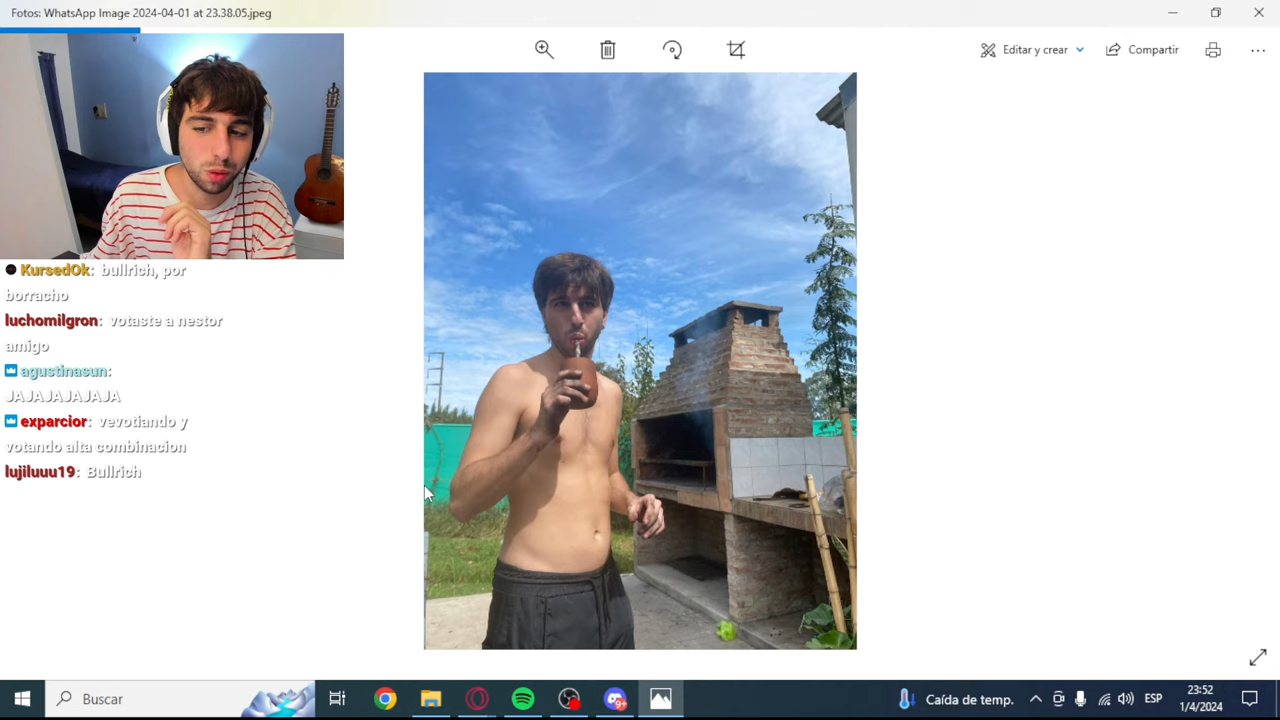 Fotos: WhatsApp Image 2024-04-01 at 23.38.05.jpeg
Editar y crear
Compartir
KursedOk: bullrich, por
borracho
luchomilgron: votaste a nestor
amigo
agustinasun:
JAJAJAJAJAJA
exparcior: vevotiando y
votando alta combinacion
lujiluuu19: Bullrich
Buscar
9+
Caída de temp.
ESP
23:52
1/4/2024